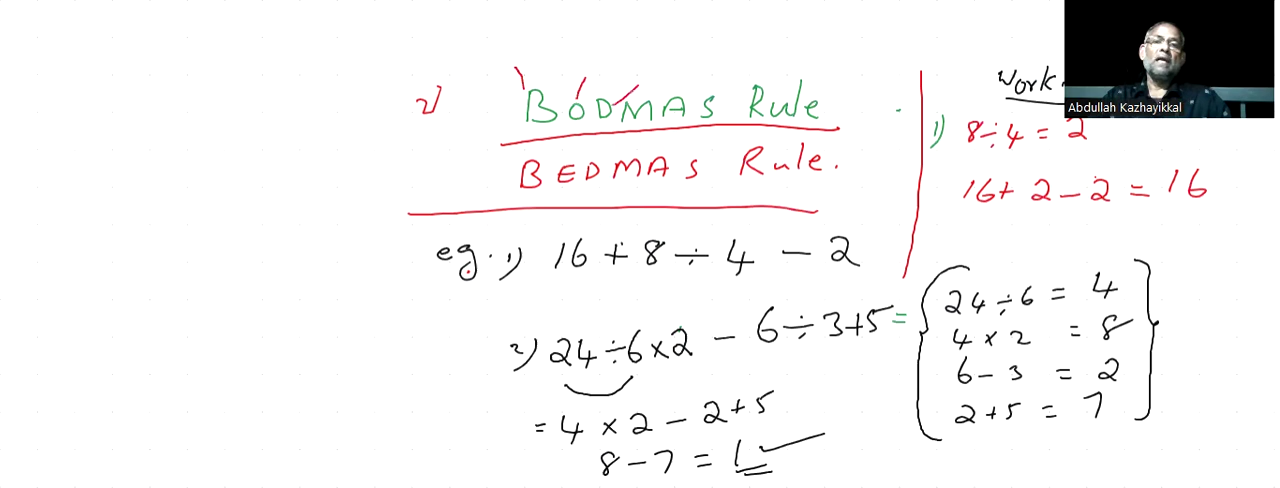 2) BODMAS Rule
BEDMAS Rule.
eg. 1) 16 + 8 ÷ 4 − 2
2) 24÷6×2 − 6÷3+5 =
= 4 × 2 − 2+5
8 − 7 = 1
Work
Abdullah Kazhayikkal
1) 8÷4 = 2
16+ 2 − 2 = 16
24÷6 = 4
4 × 2 = 8
6 − 3 = 2
2+5 = 7